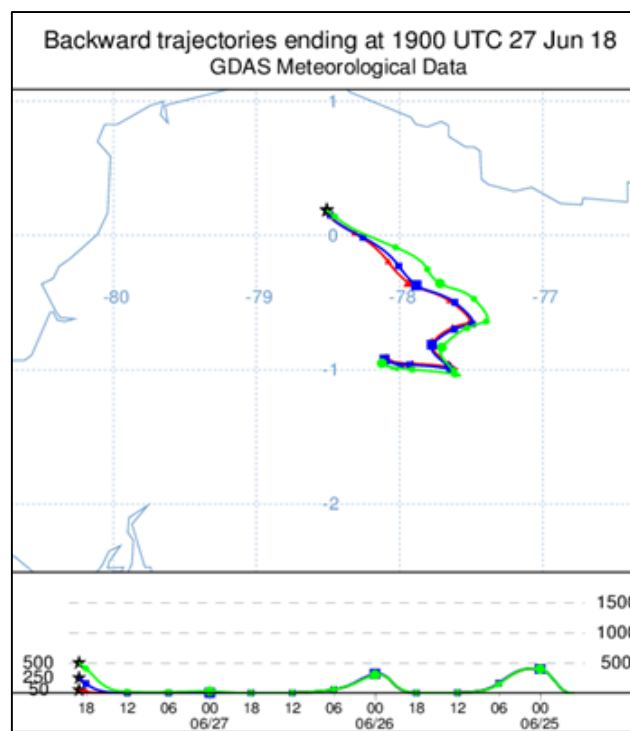 Backward trajectories ending at 1900 UTC 27 Jun 18
GDAS Meteorological Data
1
0
-80 -79 -78 -77
-1
-2
1500
1000
500 500
250
50
18 12 06 00 18 12 06 00 18 12 06 00
06/27 06/26 06/25